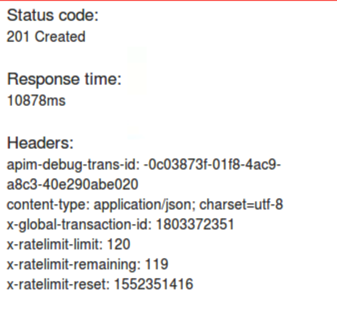 Status code:
201 Created
Response time:
10878ms
Headers:
apim-debug-trans-id: -0c03873f-01f8-4ac9-
a8c3-40e290abe020
content-type: application/json; charset=utf-8
x-global-transaction-id: 1803372351
x-ratelimit-limit: 120
x-ratelimit-remaining: 119
x-ratelimit-reset: 1552351416